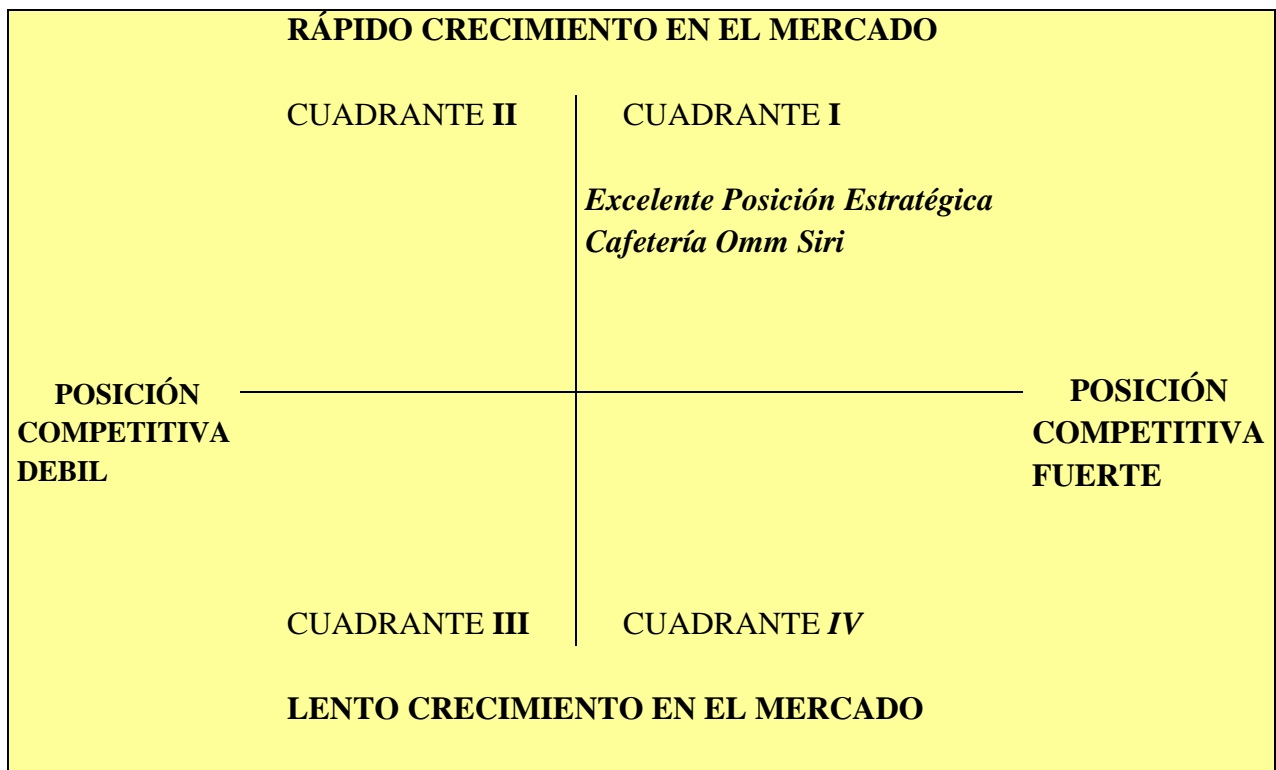 RÁPIDO CRECIMIENTO EN EL MERCADO
CUADRANTE II
CUADRANTE I
Excelente Posición Estratégica
Cafetería Omm Siri
POSICIÓN
COMPETITIVA
DEBIL
POSICIÓN
COMPETITIVA
FUERTE
CUADRANTE III
CUADRANTE IV
LENTO CRECIMIENTO EN EL MERCADO